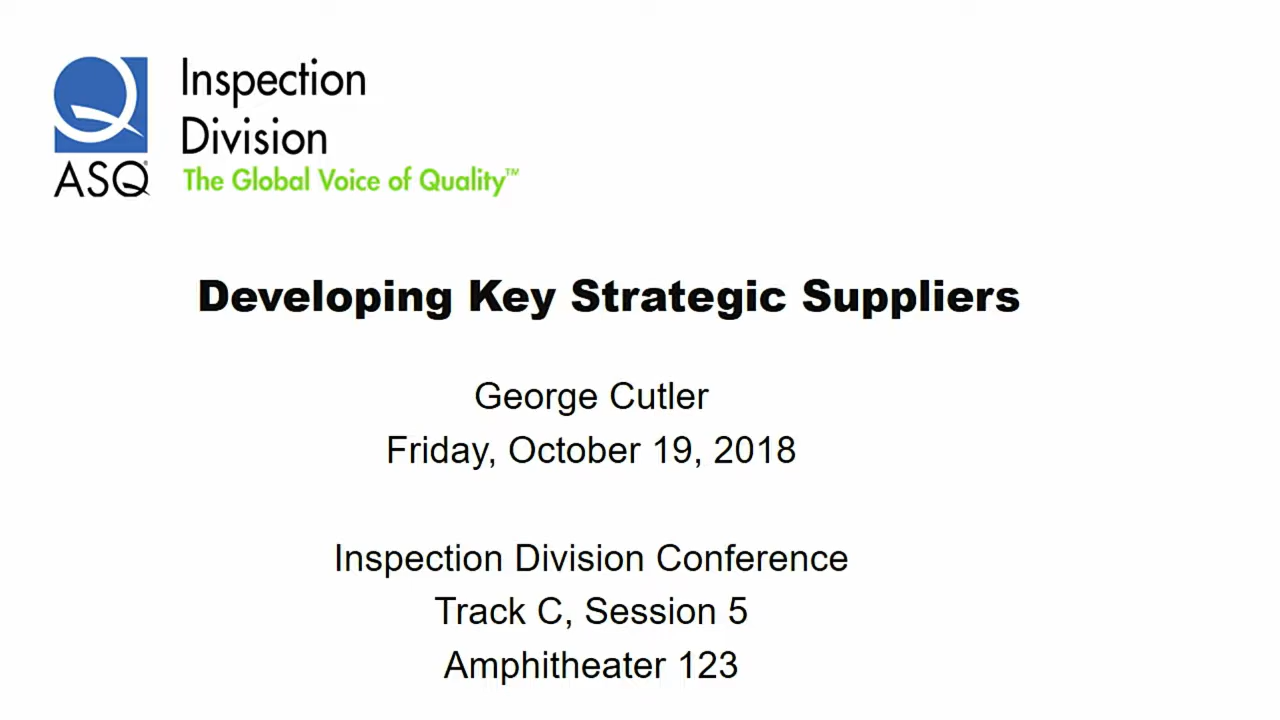 Inspection
Division
ASQ®
The Global Voice of Quality™
Developing Key Strategic Suppliers
George Cutler
Friday, October 19, 2018
Inspection Division Conference
Track C, Session 5
Amphitheater 123